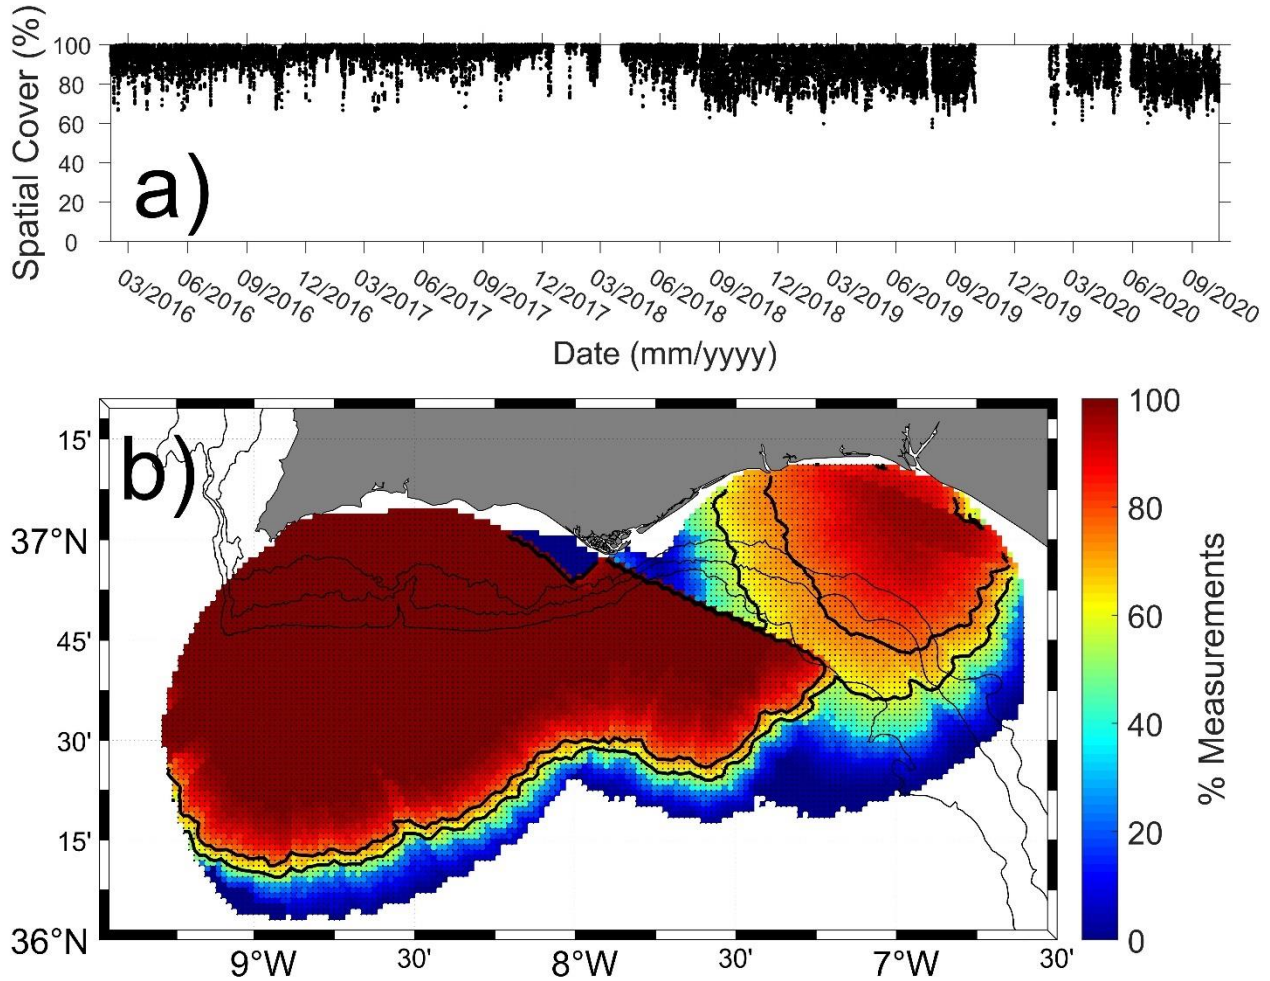 Spatial Cover (%)
100
80
60
40
20
0
a)
03/2016 06/2016 09/2016 12/2016 03/2017 06/2017 09/2017 12/2017 03/2018 06/2018 09/2018 12/2018 03/2019 06/2019 09/2019 12/2019 03/2020 06/2020 09/2020
Date (mm/yyyy)
b)
15'
37°N
45'
30'
15'
36°N
9°W 30' 8°W 30' 7°W 30'
100
80
60
40
20
0
% Measurements